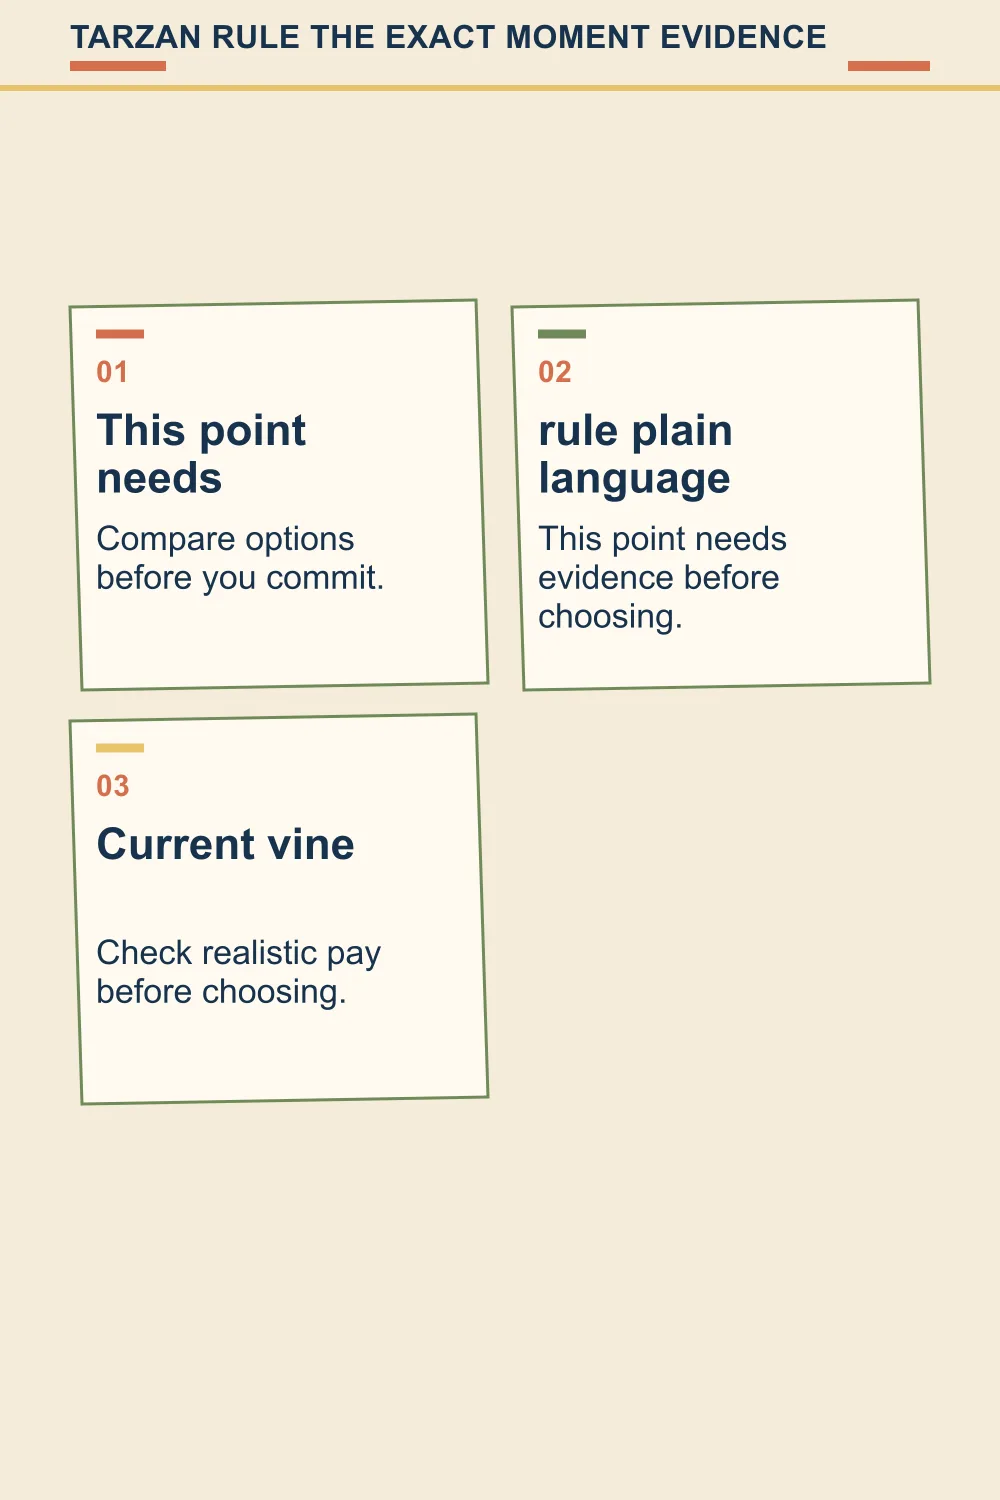 TARZAN RULE THE EXACT MOMENT EVIDENCE
01
This point
needs
Compare options
before you commit.
02
rule plain
language
This point needs
evidence before
choosing.
03
Current vine
Check realistic pay
before choosing.